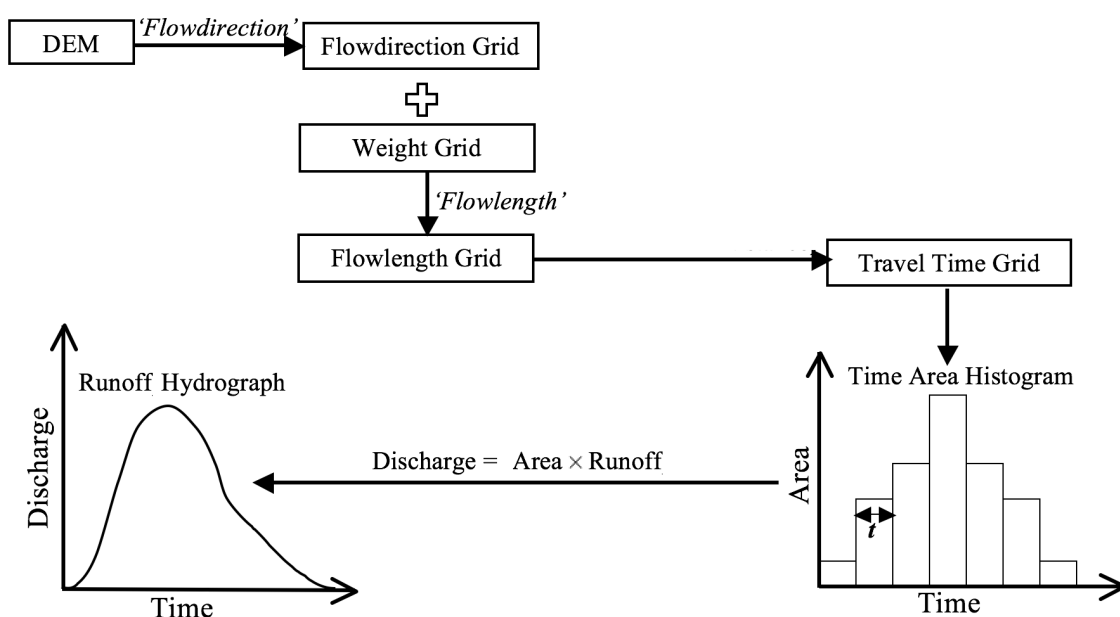 DEM
‘Flowdirection’
Flowdirection Grid
Weight Grid
‘Flowlength’
Flowlength Grid
Travel Time Grid
Runoff Hydrograph
Discharge
Time
Discharge = Area × Runoff
Time Area Histogram
Area
t
Time